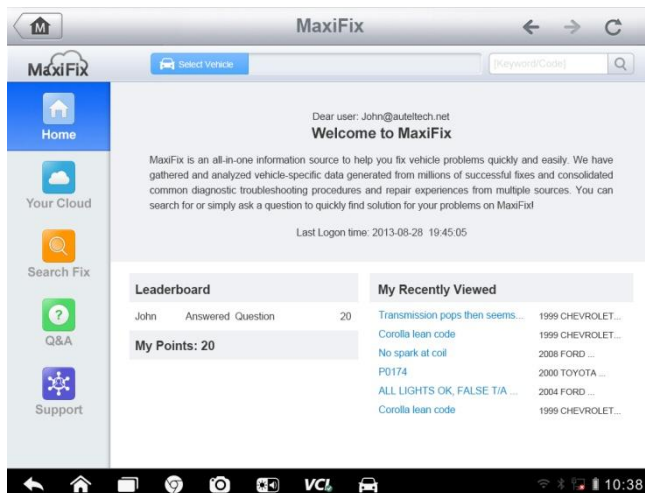 M
MaxiFix
MaxiFix
Select Vehicle
[Keyword/Code]
Home
Your Cloud
Search Fix
Q&A
Support
Dear user: John@auteltech.net
Welcome to MaxiFix
MaxiFix is an all-in-one information source to help you fix vehicle problems quickly and easily. We have
gathered and analyzed vehicle-specific data generated from millions of successful fixes and consolidated
common diagnostic troubleshooting procedures and repair experiences from multiple sources. You can
search for or simply ask a question to quickly find solution for your problems on MaxiFix!
Last Logon time: 2013-08-28 19:45:05
Leaderboard
John Answered Question 20
My Points: 20
My Recently Viewed
Transmission pops then seems... 1999 CHEVROLET...
Corolla lean code 1999 CHEVROLET...
No spark at coil 2008 FORD ...
P0174 2000 TOYOTA ...
ALL LIGHTS OK, FALSE T/A ... 2004 FORD ...
Corolla lean code 1999 CHEVROLET...
VCI
10:38